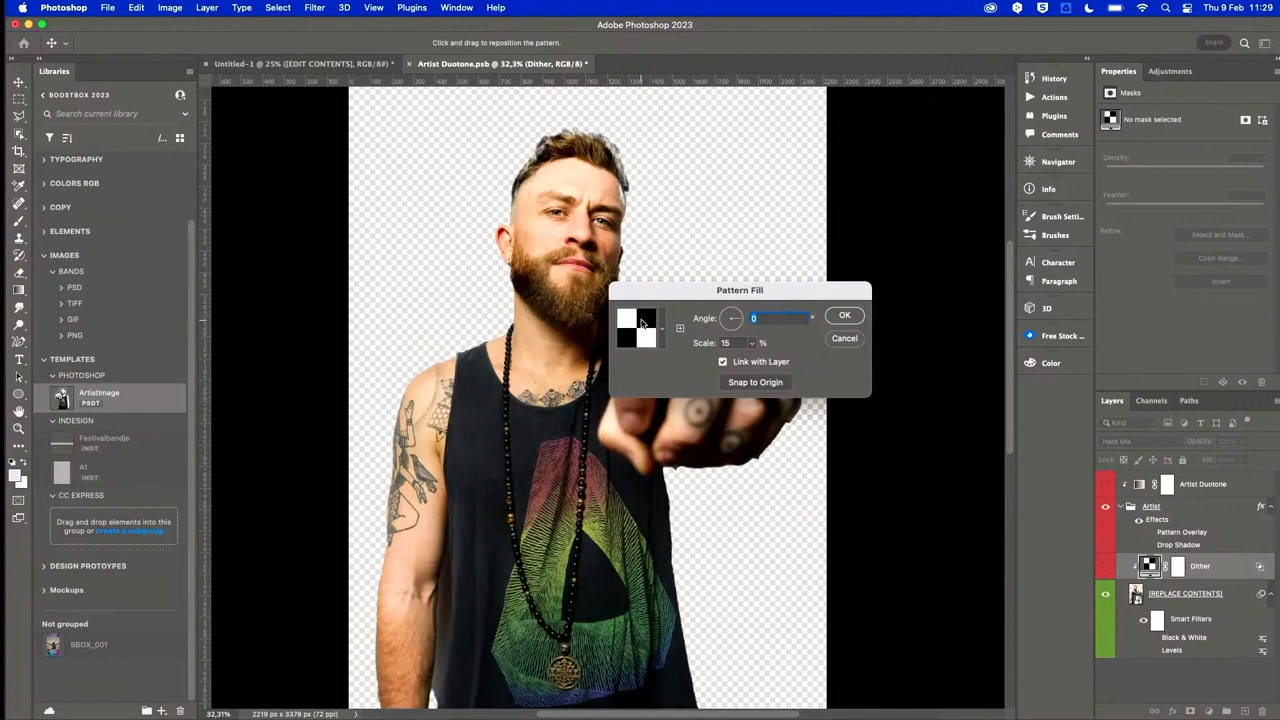 Photoshop File Edit Image Layer Type Select Filter 3D View Plugins Window Help Thu 9 Feb 11:29
Adobe Photoshop 2023
Click and drag to reposition the pattern.
Share
Untitled-1 @ 25% ([EDIT CONTENTS], RGB/8#) *
Artist Duotone.psb @ 32,3% (Dither, RGB/8) *
Libraries
BOOSTBOX 2023
Search current library
TYPOGRAPHY
COLORS RGB
COPY
ELEMENTS
IMAGES
BANDS
PSD
TIFF
GIF
PNG
TEMPLATES
PHOTOSHOP
ArtistImage
PSDT
INDESIGN
Festivalbandje
INDT
A1
INDT
CC EXPRESS
Drag and drop elements into this
group or create a subgroup
DESIGN PROTOYPES
Mockups
Not grouped
BBOX_001
Pattern Fill
Angle: 0 °
OK
Scale: 15 %
Cancel
Link with Layer
Snap to Origin
32,31% 2219 px x 3376 px (72 ppi)
History
Actions
Plugins
Comments
Navigator
Info
Brush Setti...
Brushes
Character
Paragraph
3D
Free Stock ...
Color
Properties Adjustments
Masks
No mask selected
Density:
Feather:
Refine:
Select and Mask...
Color Range...
Invert
Layers Channels Paths
Kind
Hard Mix Opacity: 100%
Lock: Fill: 100%
Artist Duotone
Artist fx
Effects
Pattern Overlay
Drop Shadow
Dither
[REPLACE CONTENTS]
Smart Filters
Black & White
Levels